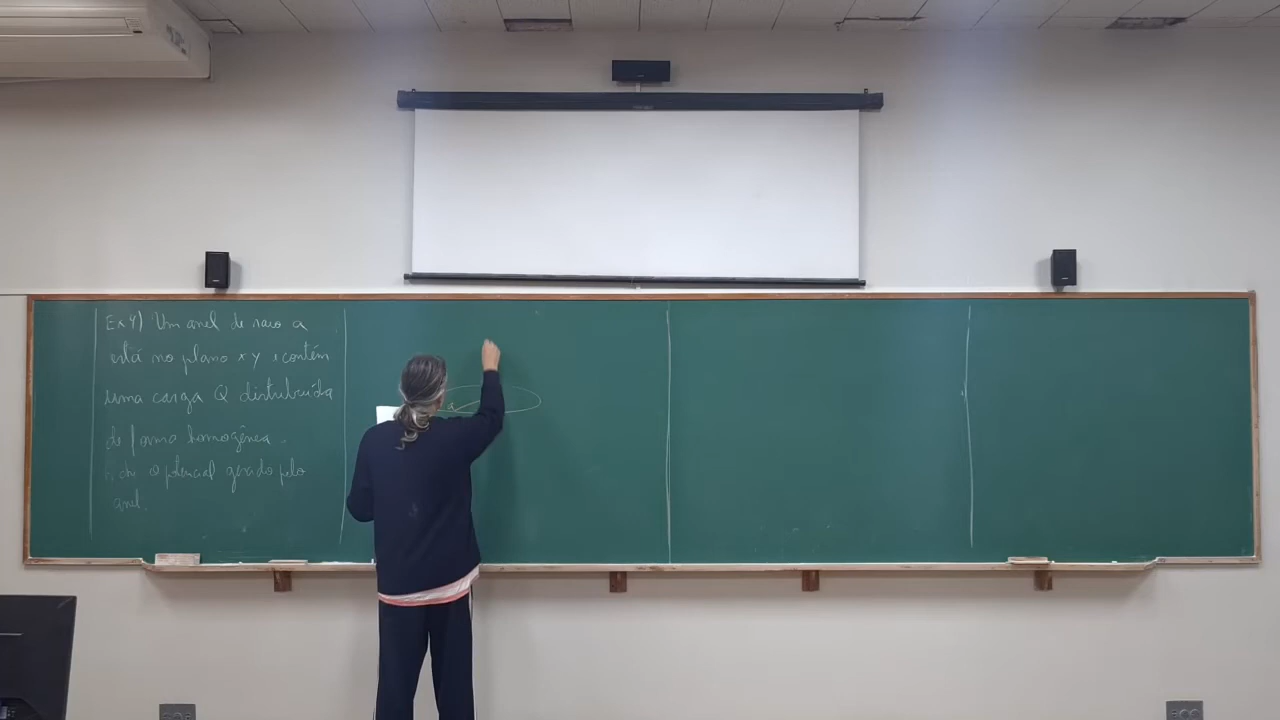 Ex 4) Um anel de raio a
está no plano xy e contém
uma carga Q distribuída
de forma homogênea.
O potencial gerado pelo
anel.
a